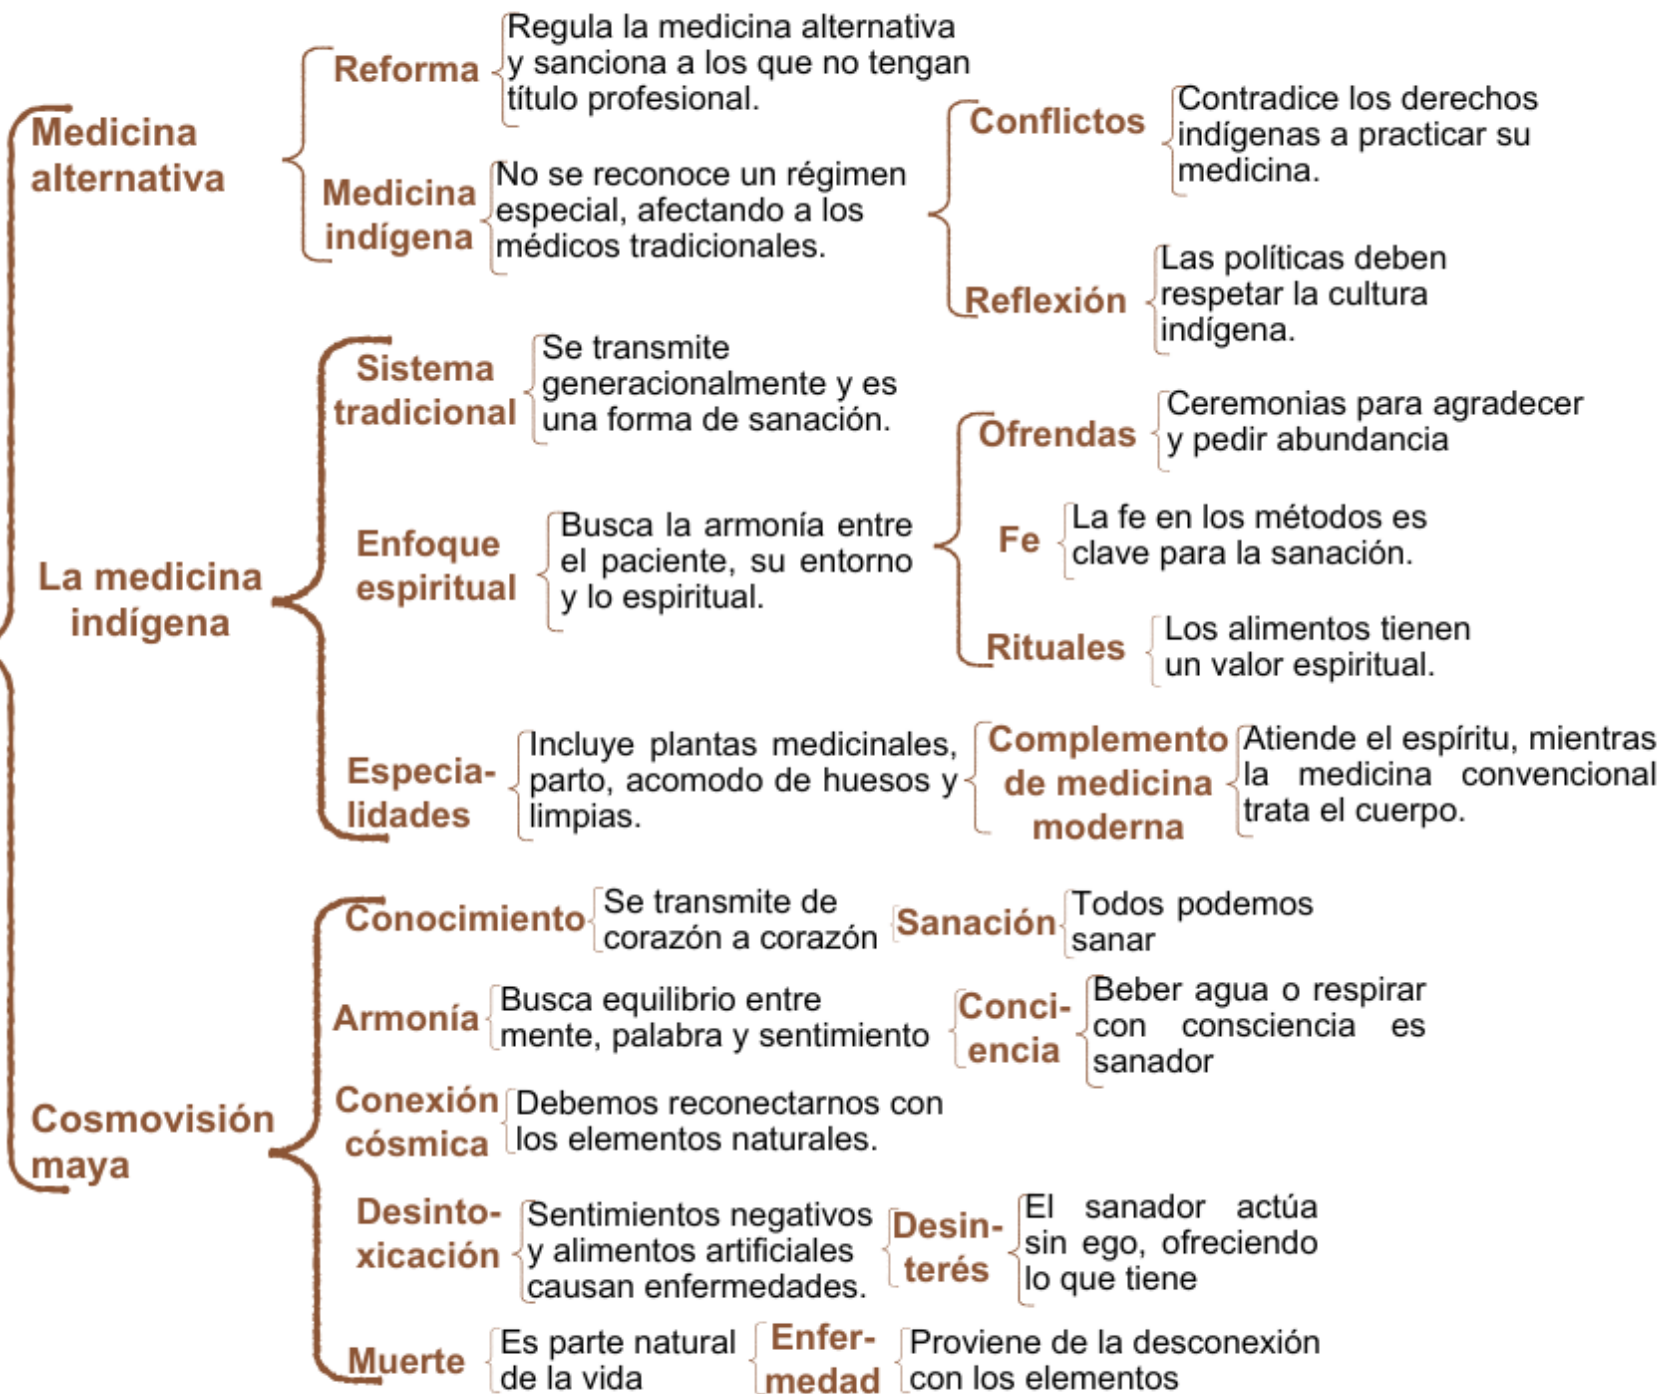 Medicina
alternativa
Reforma
Regula la medicina alternativa
y sanciona a los que no tengan
título profesional.
Medicina
indígena
No se reconoce un régimen
especial, afectando a los
médicos tradicionales.
Conflictos
Contradice los derechos
indígenas a practicar su
medicina.
Reflexión
Las políticas deben
respetar la cultura
indígena.
La medicina
indígena
Sistema
tradicional
Se transmite
generacionalmente y es
una forma de sanación.
Enfoque
espiritual
Busca la armonía entre
el paciente, su entorno
y lo espiritual.
Ofrendas
Ceremonias para agradecer
y pedir abundancia
Fe
La fe en los métodos es
clave para la sanación.
Rituales
Los alimentos tienen
un valor espiritual.
Especia-
lidades
Incluye plantas medicinales,
parto, acomodo de huesos y
limpias.
Complemento
de medicina
moderna
Atiende el espíritu, mientras
la medicina convencional
trata el cuerpo.
Cosmovisión
maya
Conocimiento
Se transmite de
corazón a corazón
Sanación
Todos podemos
sanar
Armonía
Busca equilibrio entre
mente, palabra y sentimiento
Conci-
encia
Beber agua o respirar
con consciencia es
sanador
Conexión
cósmica
Debemos reconectarnos con
los elementos naturales.
Desinto-
xicación
Sentimientos negativos
y alimentos artificiales
causan enfermedades.
Desin-
terés
El sanador actúa
sin ego, ofreciendo
lo que tiene
Muerte
Es parte natural
de la vida
Enfer-
medad
Proviene de la desconexión
con los elementos